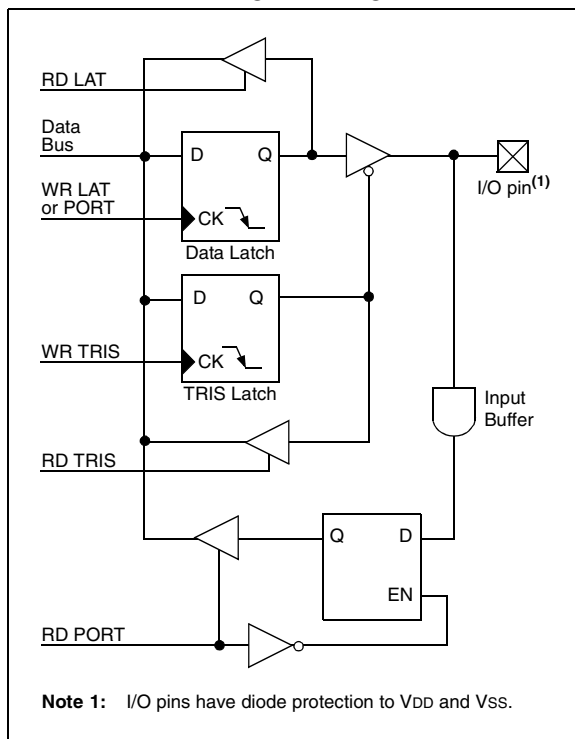 RD LAT
Data
Bus
D Q
I/O pin(1)
WR LAT
or PORT
CK
Data Latch
D Q
WR TRIS
CK
TRIS Latch
Input
Buffer
RD TRIS
Q D
EN
RD PORT
Note 1: I/O pins have diode protection to VDD and VSS.